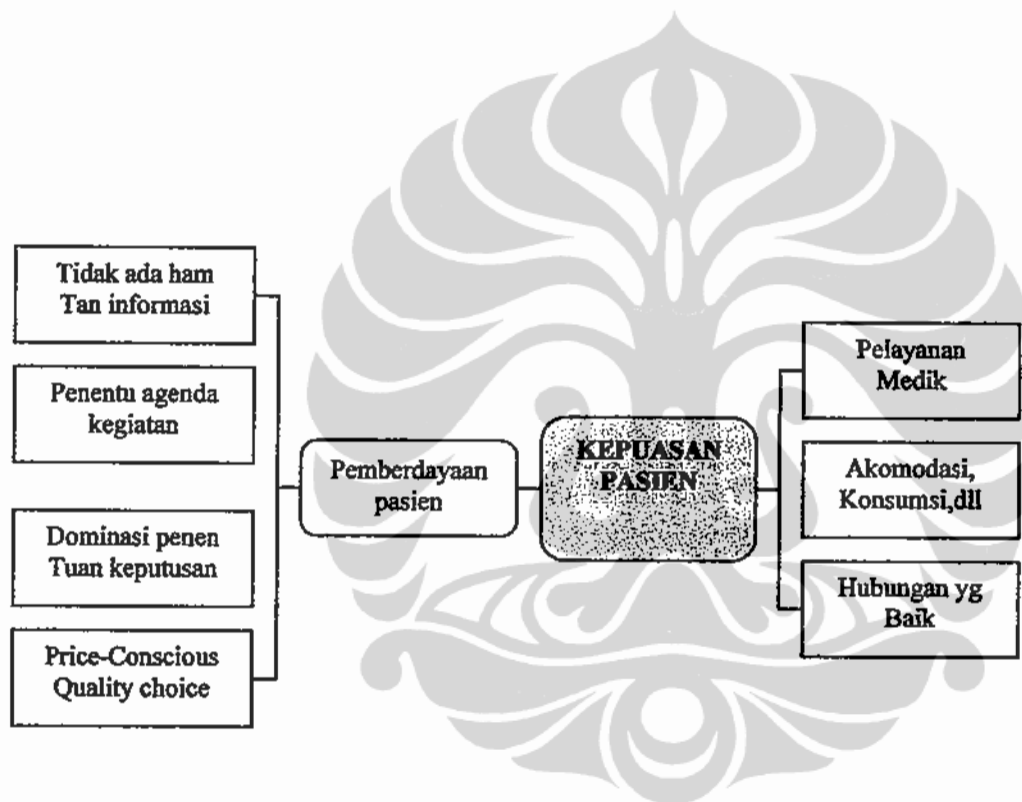 Tidak ada ham
Tan informasi
Penentu agenda
kegiatan
Dominasi penen
Tuan keputusan
Price-Conscious
Quality choice
Pemberdayaan
pasien
KEPUASAN
PASIEN
Pelayanan
Medik
Akomodasi,
Konsumsi,dll
Hubungan yg
Baik